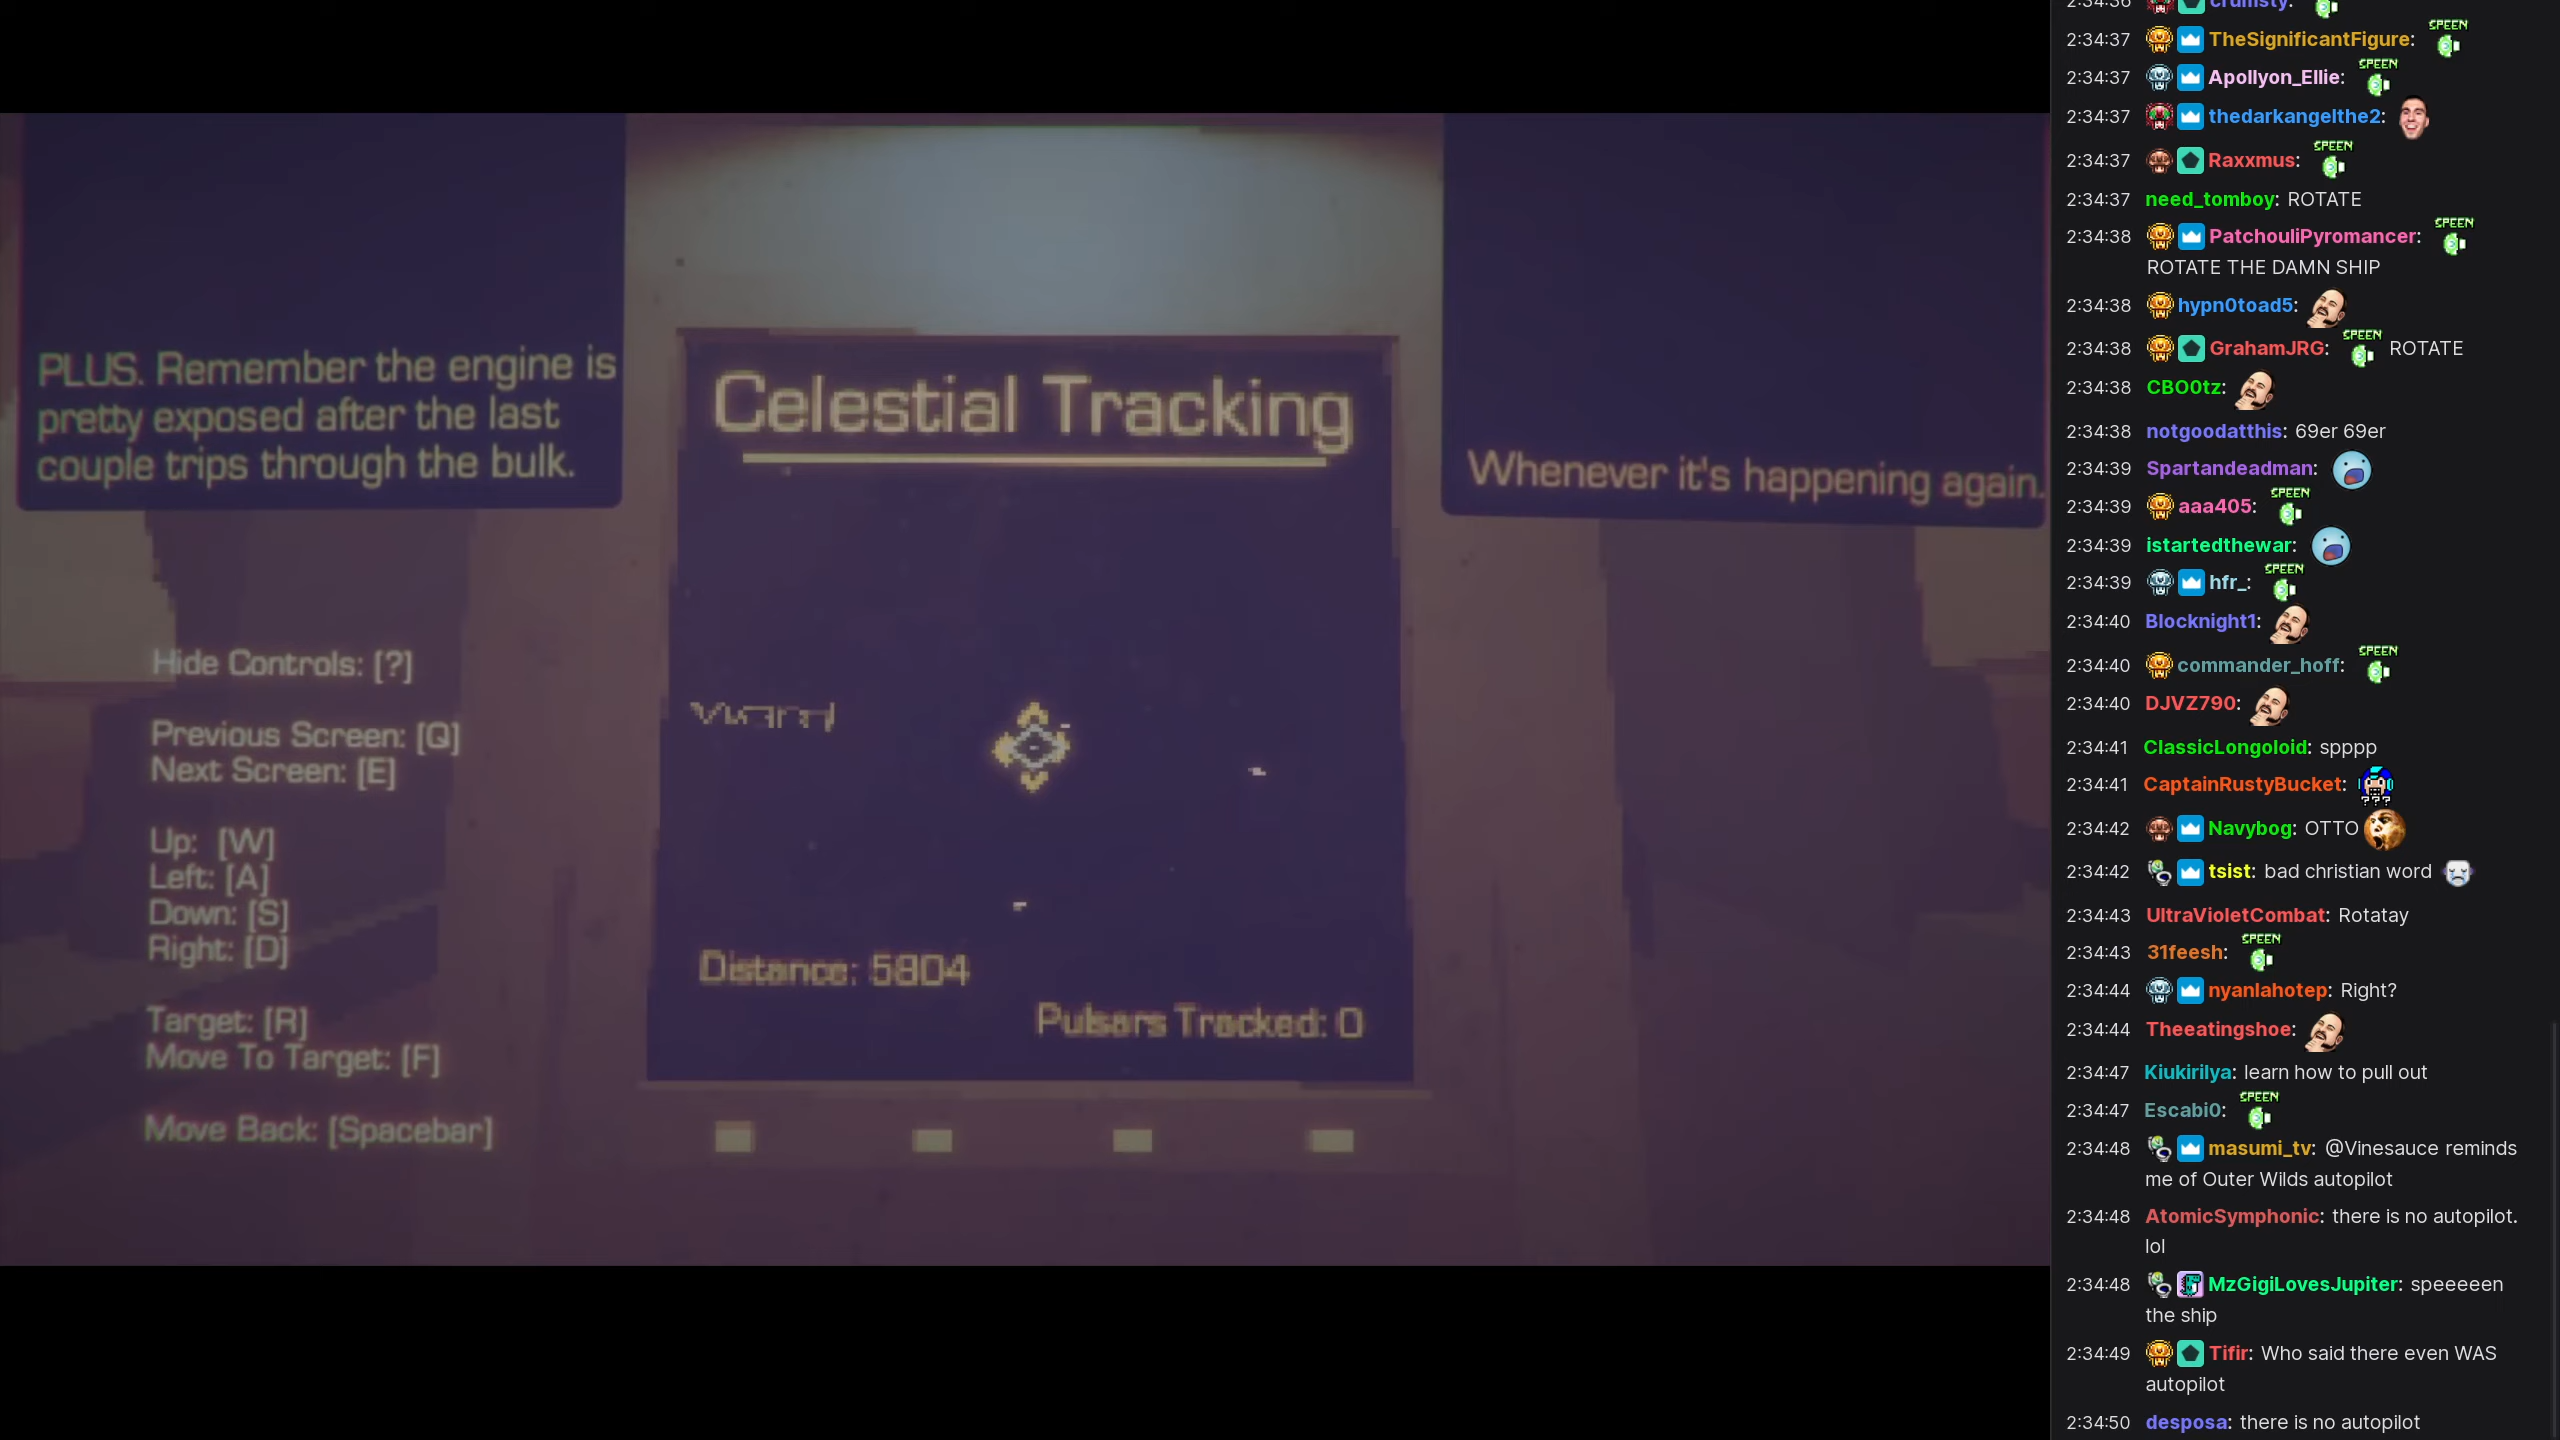 PLUS. Remember the engine is
pretty exposed after the last
couple trips through the bulk.
Celestial Tracking
Whenever it's happening again.
Hide Controls: [?]
Previous Screen: [Q]
Next Screen: [E]
Up: [W]
Left: [A]
Down: [S]
Right: [D]
Target: [R]
Move To Target: [F]
Move Back: [Spacebar]
Distance: 5804
Pulsars Tracked: 0
2:34:36 crumsty:
2:34:37 TheSignificantFigure: SPEEN
2:34:37 Apollyon_Ellie: SPEEN
2:34:37 thedarkangelthe2:
2:34:37 Raxxmus: SPEEN
2:34:37 need_tomboy: ROTATE
2:34:38 PatchouliPyromancer: SPEEN
ROTATE THE DAMN SHIP
2:34:38 hypn0toad5:
2:34:38 GrahamJRG: SPEEN ROTATE
2:34:38 CBO0tz:
2:34:38 notgoodatthis: 69er 69er
2:34:39 Spartandeadman:
2:34:39 aaa405: SPEEN
2:34:39 istartedthewar:
2:34:39 hfr_: SPEEN
2:34:40 Blocknight1:
2:34:40 commander_hoff: SPEEN
2:34:40 DJVZ790:
2:34:41 ClassicLongoloid: spppp
2:34:41 CaptainRustyBucket: ???
2:34:42 Navybog: OTTO
2:34:42 tsist: bad christian word
2:34:43 UltraVioletCombat: Rotatay
2:34:43 31feesh: SPEEN
2:34:44 nyanlahotep: Right?
2:34:44 Theeatingshoe:
2:34:47 Kiukirilya: learn how to pull out
2:34:47 Escabi0: SPEEN
2:34:48 masumi_tv: @Vinesauce reminds
me of Outer Wilds autopilot
2:34:48 AtomicSymphonic: there is no autopilot.
lol
2:34:48 MzGigiLovesJupiter: speeeeen
the ship
2:34:49 Tifir: Who said there even WAS
autopilot
2:34:50 desposa: there is no autopilot